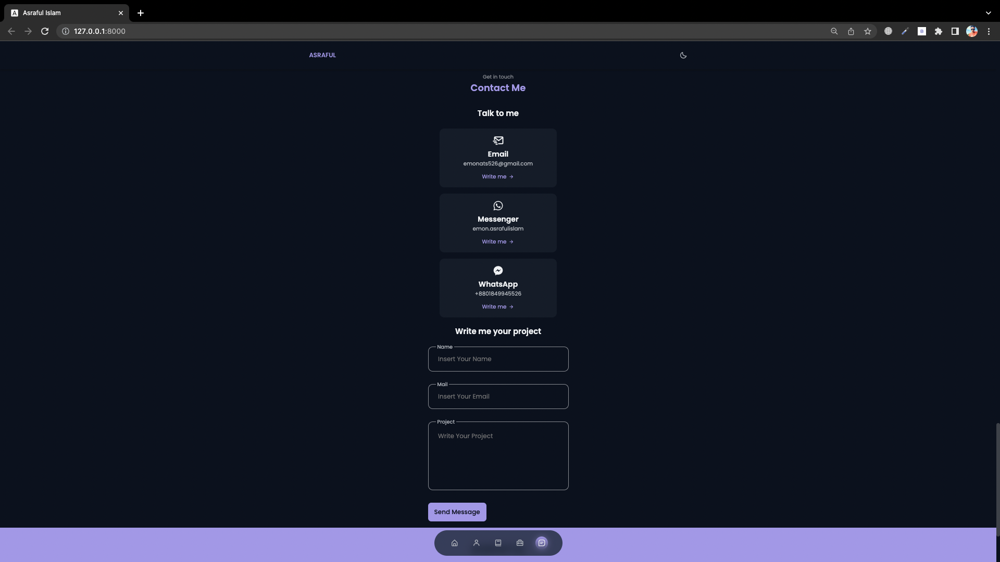 Asraful Islam
127.0.0.1:8000
ASRAFUL
Get in touch
Contact Me
Talk to me
Email
emonats526@gmail.com
Write me →
Messenger
emon.asrafulislam
Write me →
WhatsApp
+8801849945526
Write me →
Write me your project
Name
Insert Your Name
Mail
Insert Your Email
Project
Write Your Project
Send Message